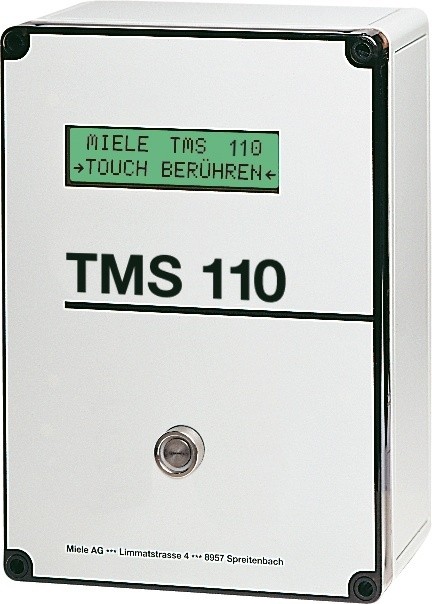 MIELE TMS 110
→TOUCH BERÜHREN←
TMS 110
Miele AG *** Limmatstrasse 4 *** 8957 Spreitenbach